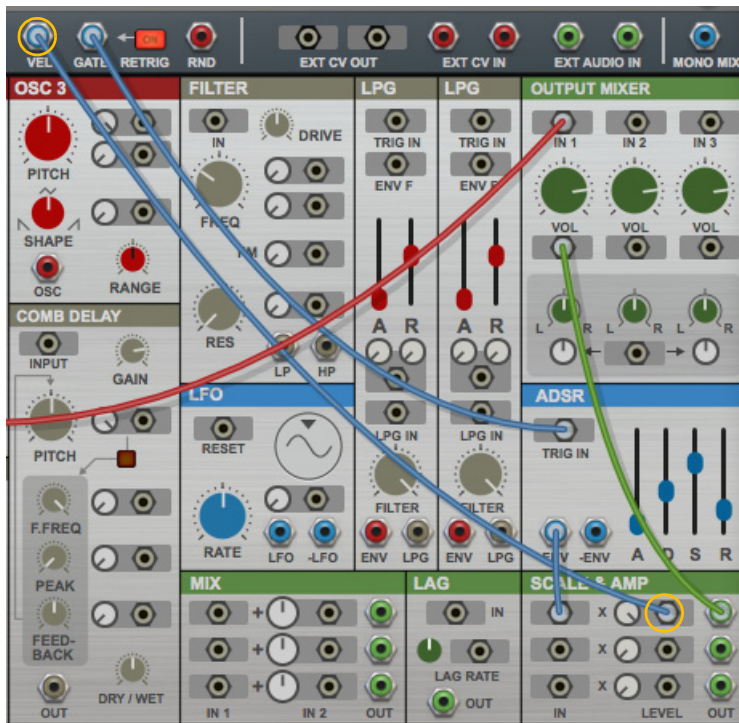 VEL GATE RETRIG RND EXT CV OUT EXT CV IN EXT AUDIO IN MONO MIX
ON
OSC 3
PITCH
SHAPE
OSC
RANGE
FILTER
IN
DRIVE
FREQ
FM
RES
LP
HP
LPG
TRIG IN
ENV F
A R
LPG IN
FILTER
ENV LPG
LPG
TRIG IN
ENV F
A R
LPG IN
FILTER
ENV LPG
OUTPUT MIXER
IN 1 IN 2 IN 3
VOL VOL VOL
L R L R L R
COMB DELAY
INPUT
GAIN
PITCH
F.FREQ
PEAK
FEED-
BACK
DRY / WET
OUT
LFO
RESET
RATE
LFO -LFO
ADSR
TRIG IN
ENV -ENV A D S R
MIX
+
+
+
IN 1 IN 2 OUT
LAG
IN
LAG RATE
OUT
SCALE & AMP
X
X
X
IN LEVEL OUT